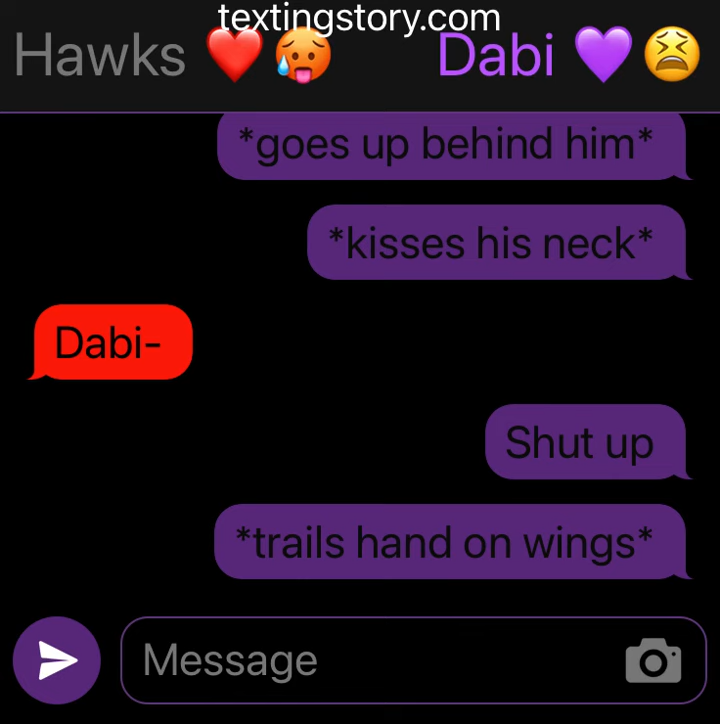 textingstory.com
Hawks ❤️ 🥵 Dabi 💜 😫
*goes up behind him*
*kisses his neck*
Dabi-
Shut up
*trails hand on wings*
Message